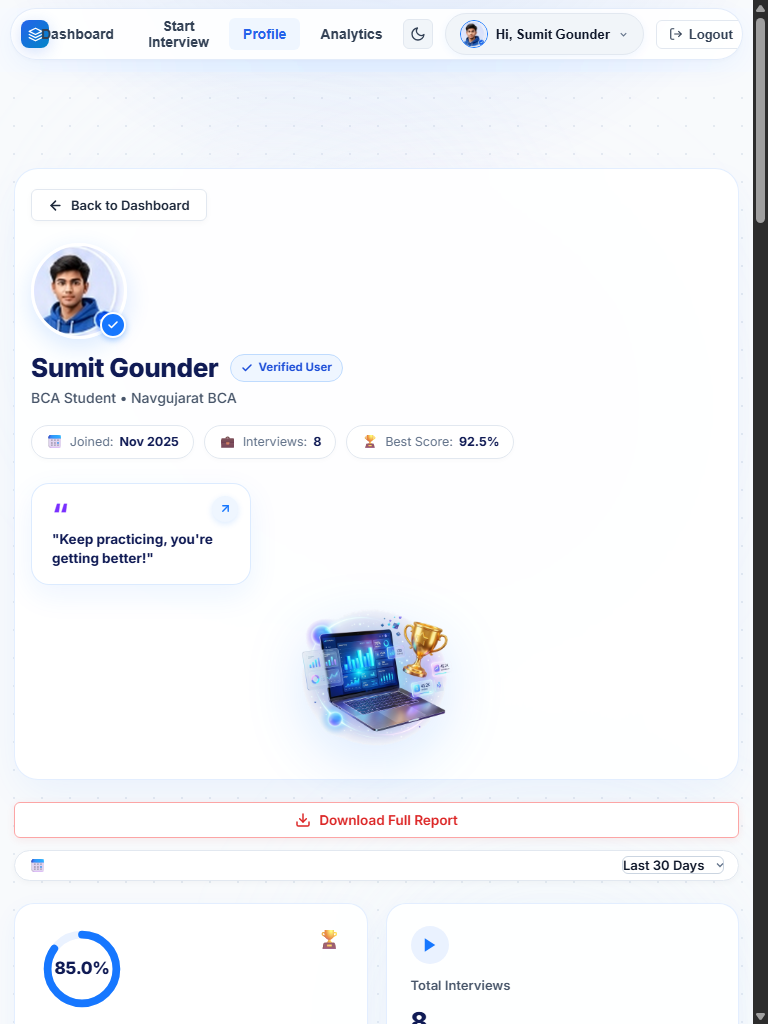 Dashboard
Start
Interview
Profile
Analytics
Hi, Sumit Gounder
Logout
Back to Dashboard
Sumit Gounder
Verified User
BCA Student • Navgujarat BCA
Joined: Nov 2025
Interviews: 8
Best Score: 92.5%
"Keep practicing, you're
getting better!"
Download Full Report
Last 30 Days
85.0%
Total Interviews
8